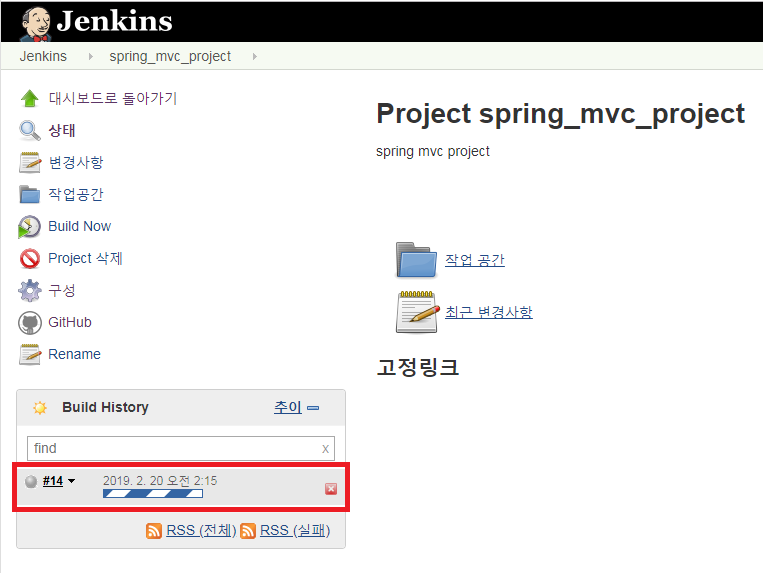 Jenkins
Jenkins spring_mvc_project
대시보드로 돌아가기
상태
변경사항
작업공간
Build Now
Project 삭제
구성
GitHub
Rename
Build History 추이
find x
#14 2019. 2. 20 오전 2:15
RSS (전체) RSS (실패)
Project spring_mvc_project
spring mvc project
작업 공간
최근 변경사항
고정링크